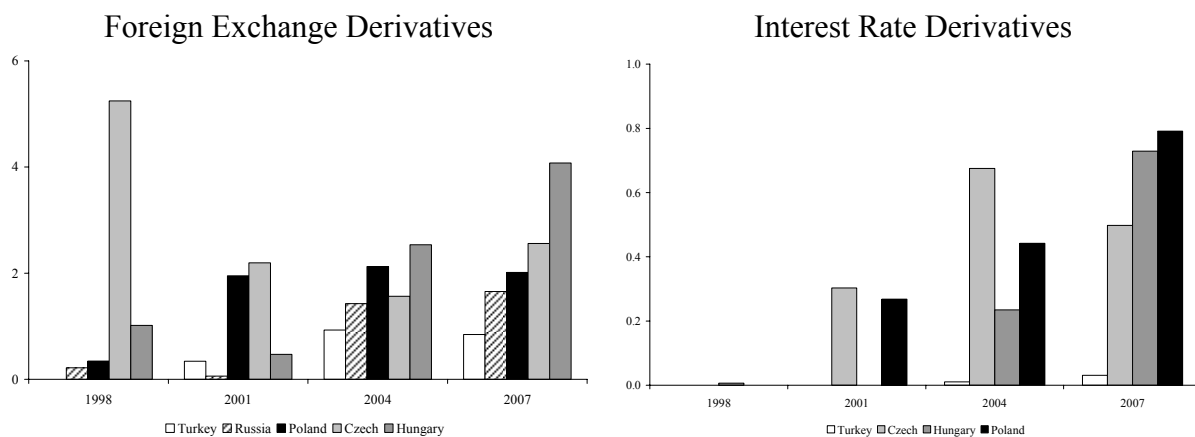 Foreign Exchange Derivatives
6
4
2
0
1998 2001 2004 2007
Turkey Russia Poland Czech Hungary
Interest Rate Derivatives
1.0
0.8
0.6
0.4
0.2
0.0
1998 2001 2004 2007
Turkey Czech Hungary Poland